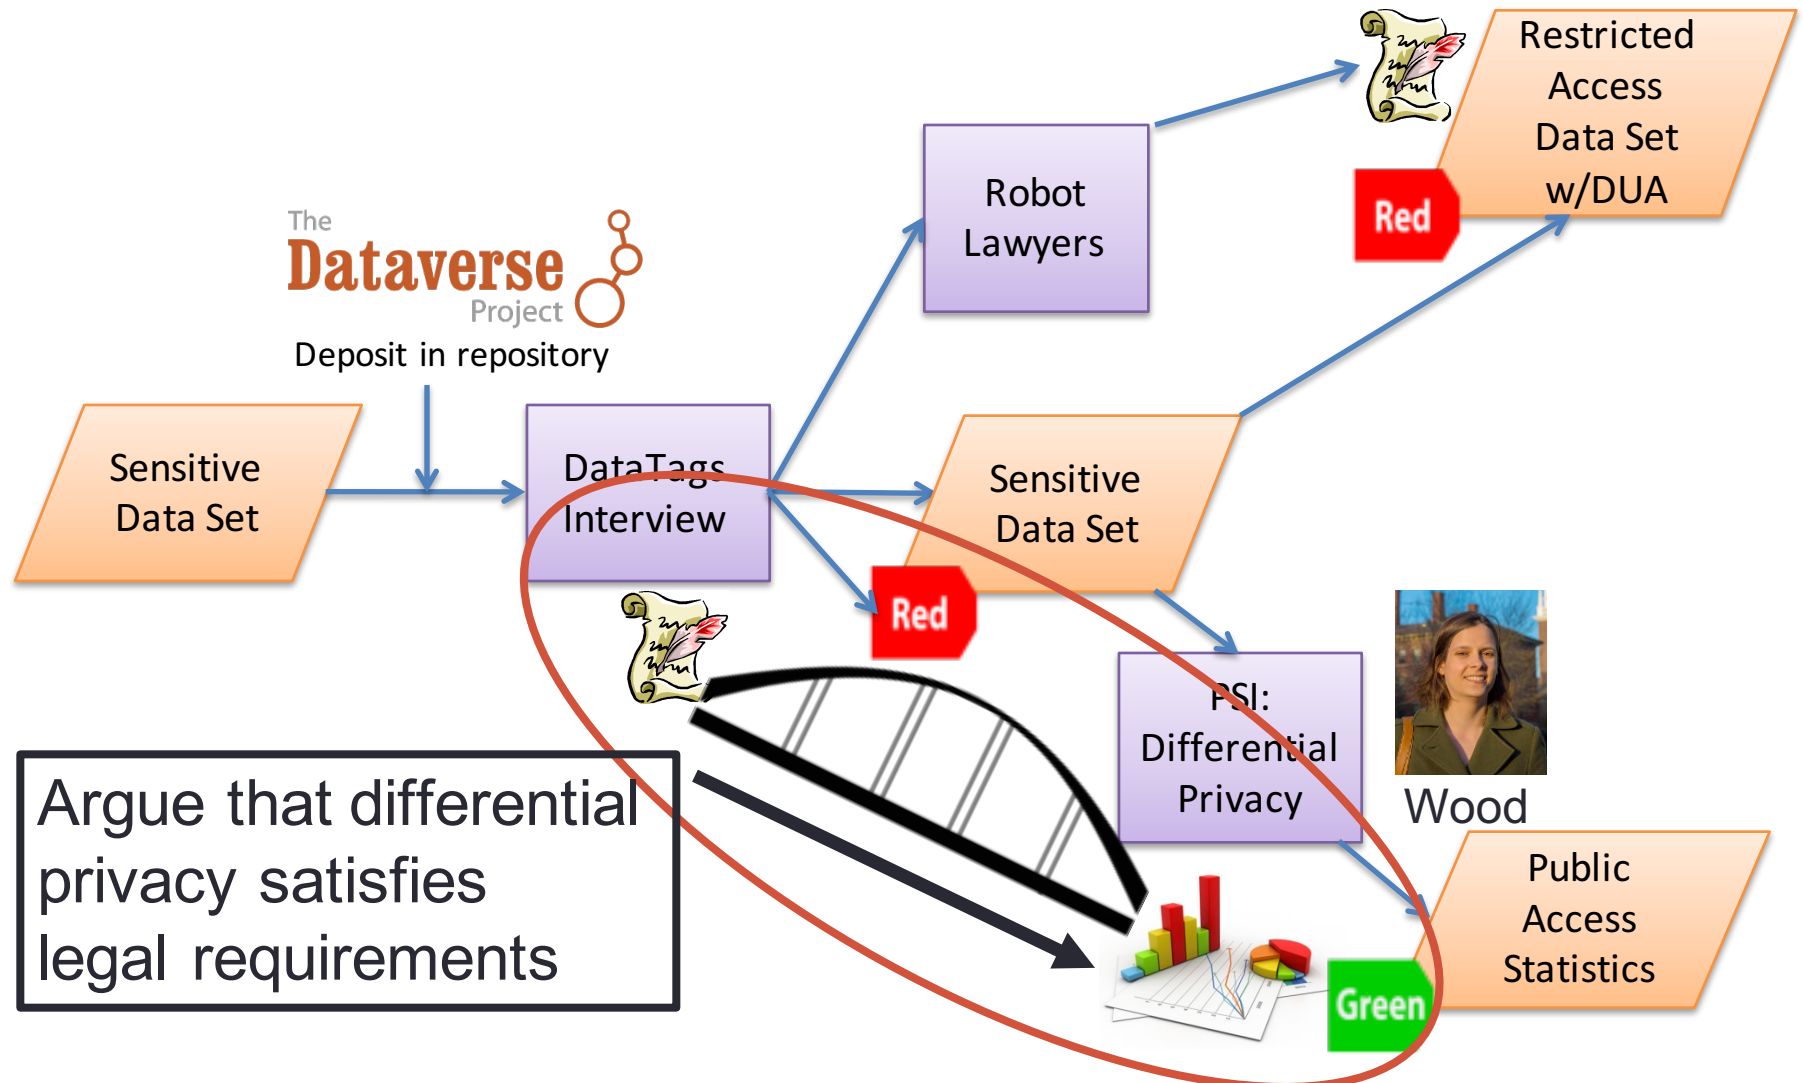 Restricted
Access
Data Set
w/DUA
Red
Robot
Lawyers
The
Dataverse
Project
Deposit in repository
Sensitive
Data Set
DataTags
Interview
Sensitive
Data Set
Red
PSI:
Differential
Privacy
Wood
Argue that differential
privacy satisfies
legal requirements
Public
Access
Statistics
Green